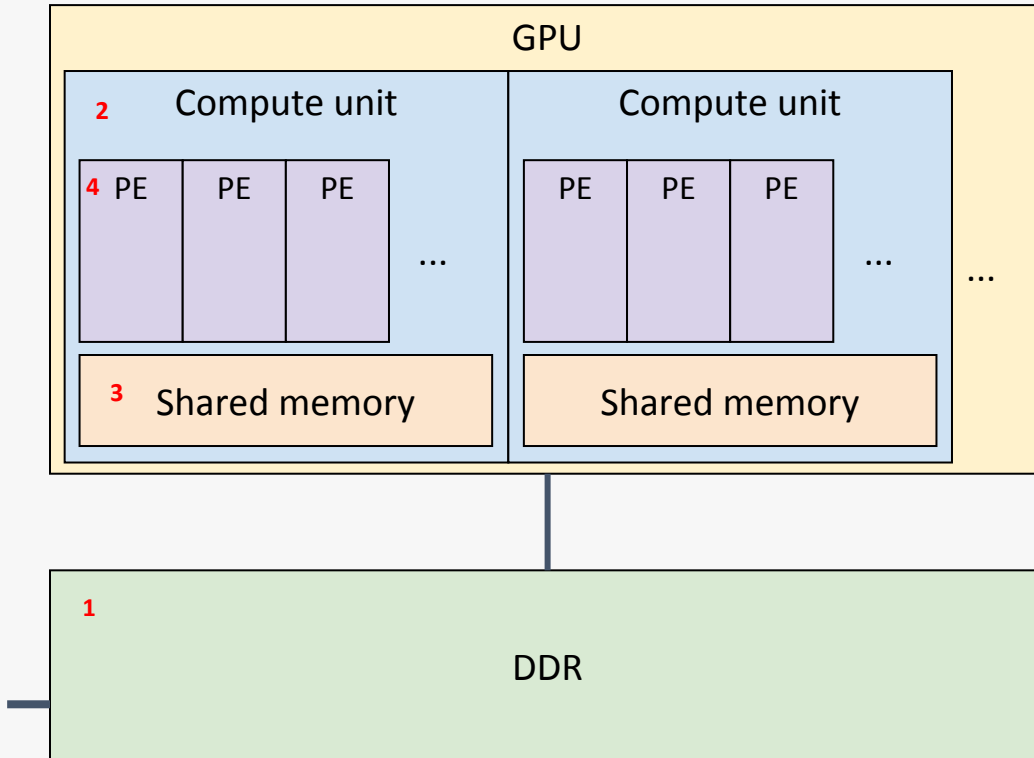 GPU
2 Compute unit
Compute unit
4 PE PE PE
PE PE PE
...
...
...
3 Shared memory
Shared memory
1
DDR